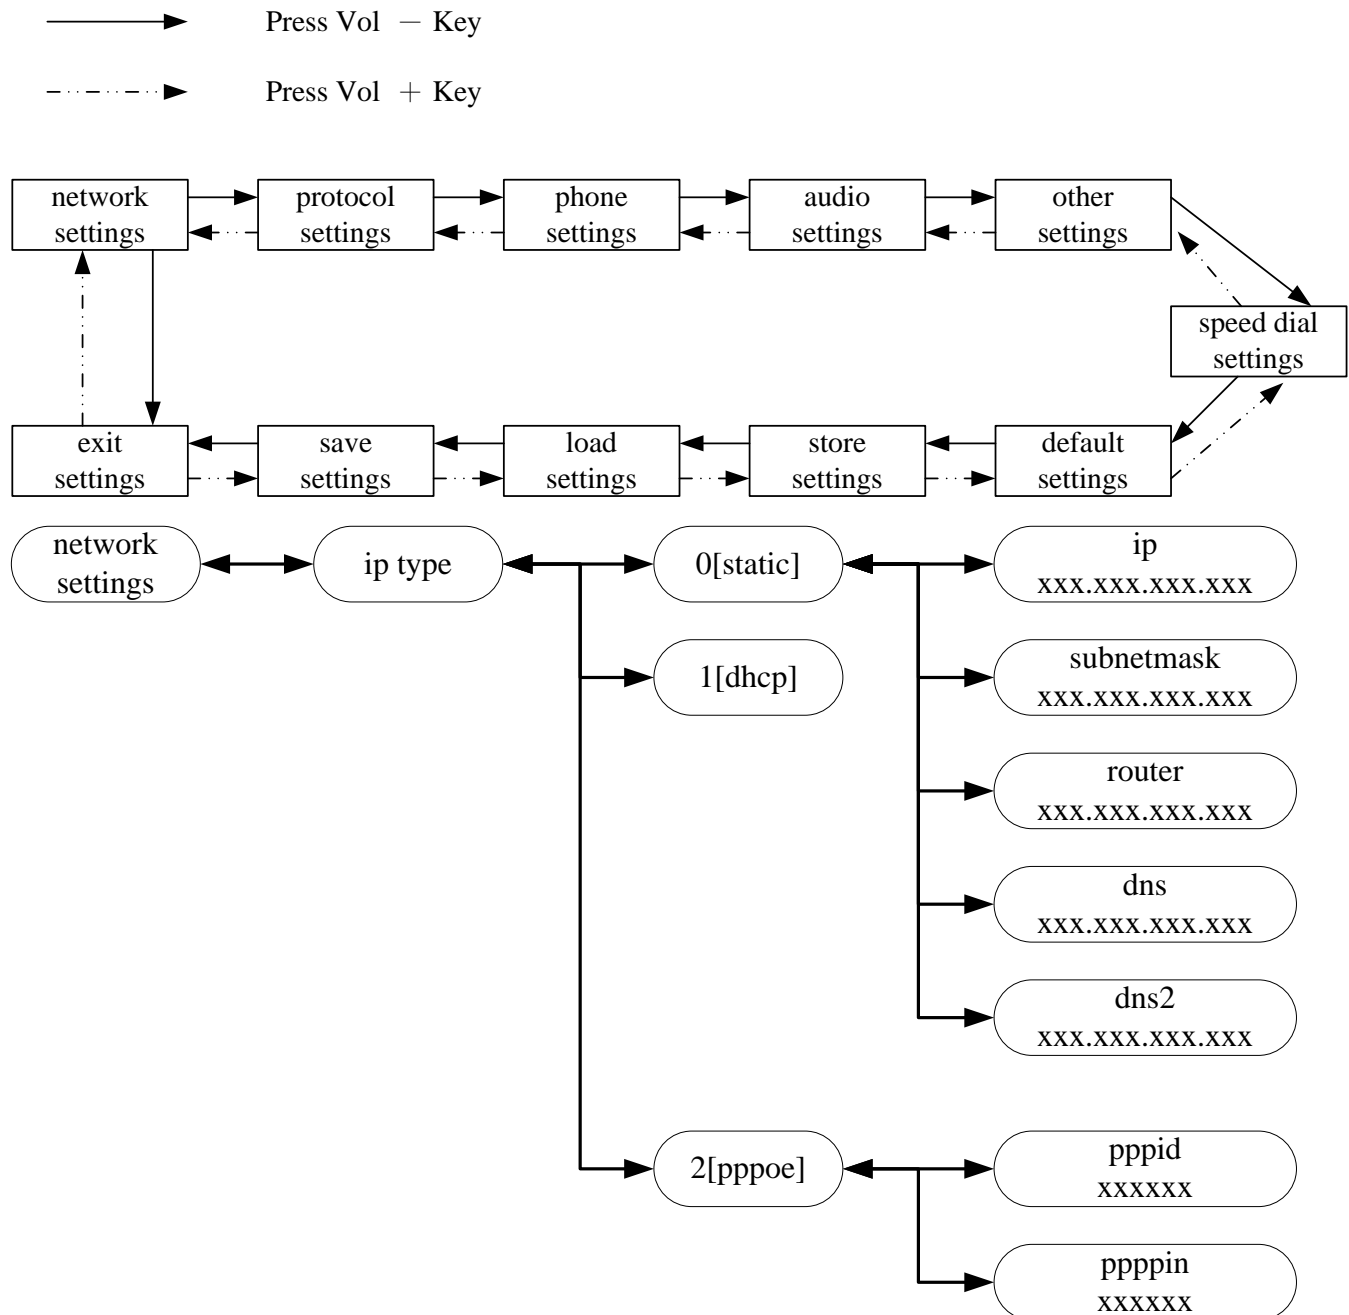 Press Vol － Key
Press Vol ＋ Key
network
settings
protocol
settings
phone
settings
audio
settings
other
settings
speed dial
settings
exit
settings
save
settings
load
settings
store
settings
default
settings
network
settings
ip type
0[static]
ip
xxx.xxx.xxx.xxx
1[dhcp]
subnetmask
xxx.xxx.xxx.xxx
router
xxx.xxx.xxx.xxx
dns
xxx.xxx.xxx.xxx
dns2
xxx.xxx.xxx.xxx
2[pppoe]
pppid
xxxxxx
ppppin
xxxxxx